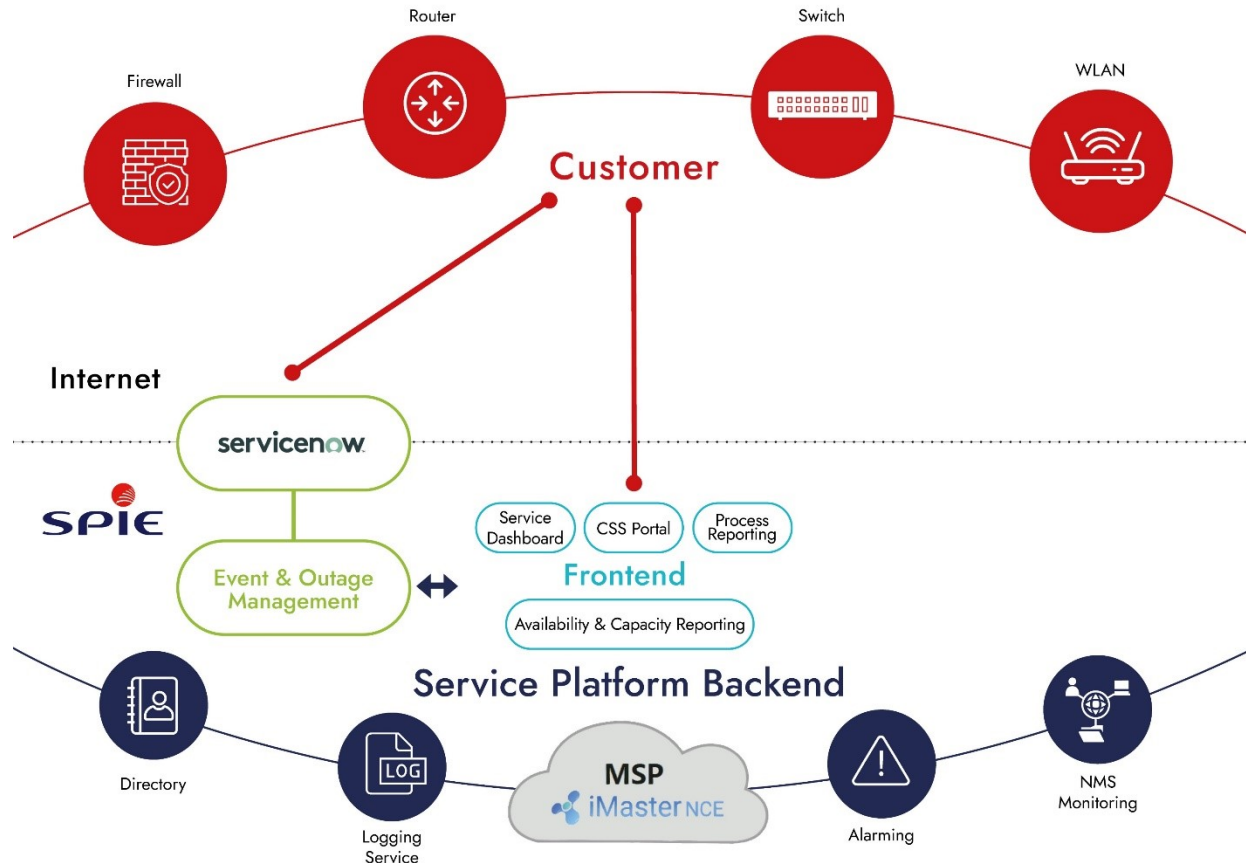 Router
Switch
Firewall
WLAN
Customer
Internet
servicenow
SPIE
Service
Dashboard
CSS Portal
Process
Reporting
Event & Outage
Management
Frontend
Availability & Capacity Reporting
Service Platform Backend
LOG
MSP
iMaster NCE
Directory
Logging
Service
Alarming
NMS
Monitoring